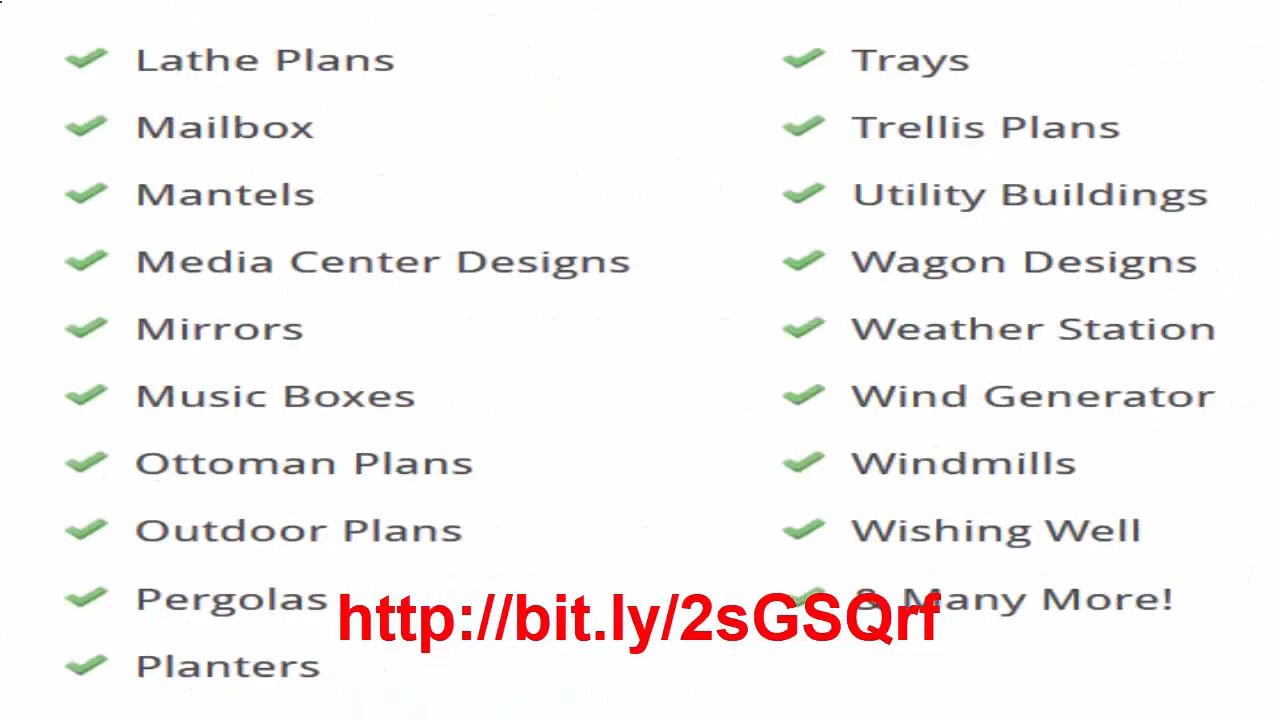 Lathe Plans
Mailbox
Mantels
Media Center Designs
Mirrors
Music Boxes
Ottoman Plans
Outdoor Plans
Pergolas
Planters
Trays
Trellis Plans
Utility Buildings
Wagon Designs
Weather Station
Wind Generator
Windmills
Wishing Well
& Many More!
http://bit.ly/2sGSQrf